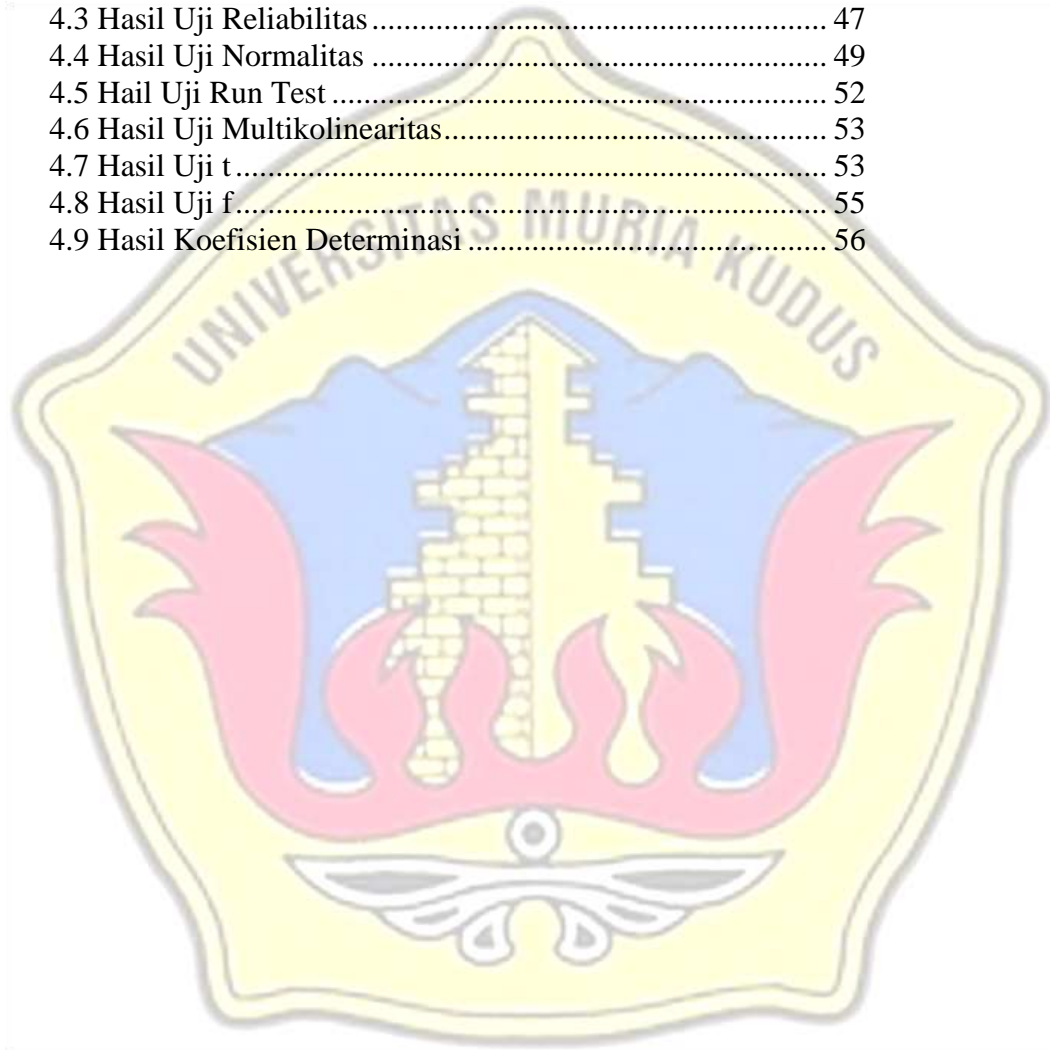 4.3 Hasil Uji Reliabilitas ........................................................ 47
4.4 Hasil Uji Normalitas ........................................................ 49
4.5 Hail Uji Run Test ............................................................. 52
4.6 Hasil Uji Multikolinearitas ............................................... 53
4.7 Hasil Uji t ......................................................................... 53
4.8 Hasil Uji f ......................................................................... 55
4.9 Hasil Koefisien Determinasi ............................................ 56
UNIVERSITAS MURIA KUDUS